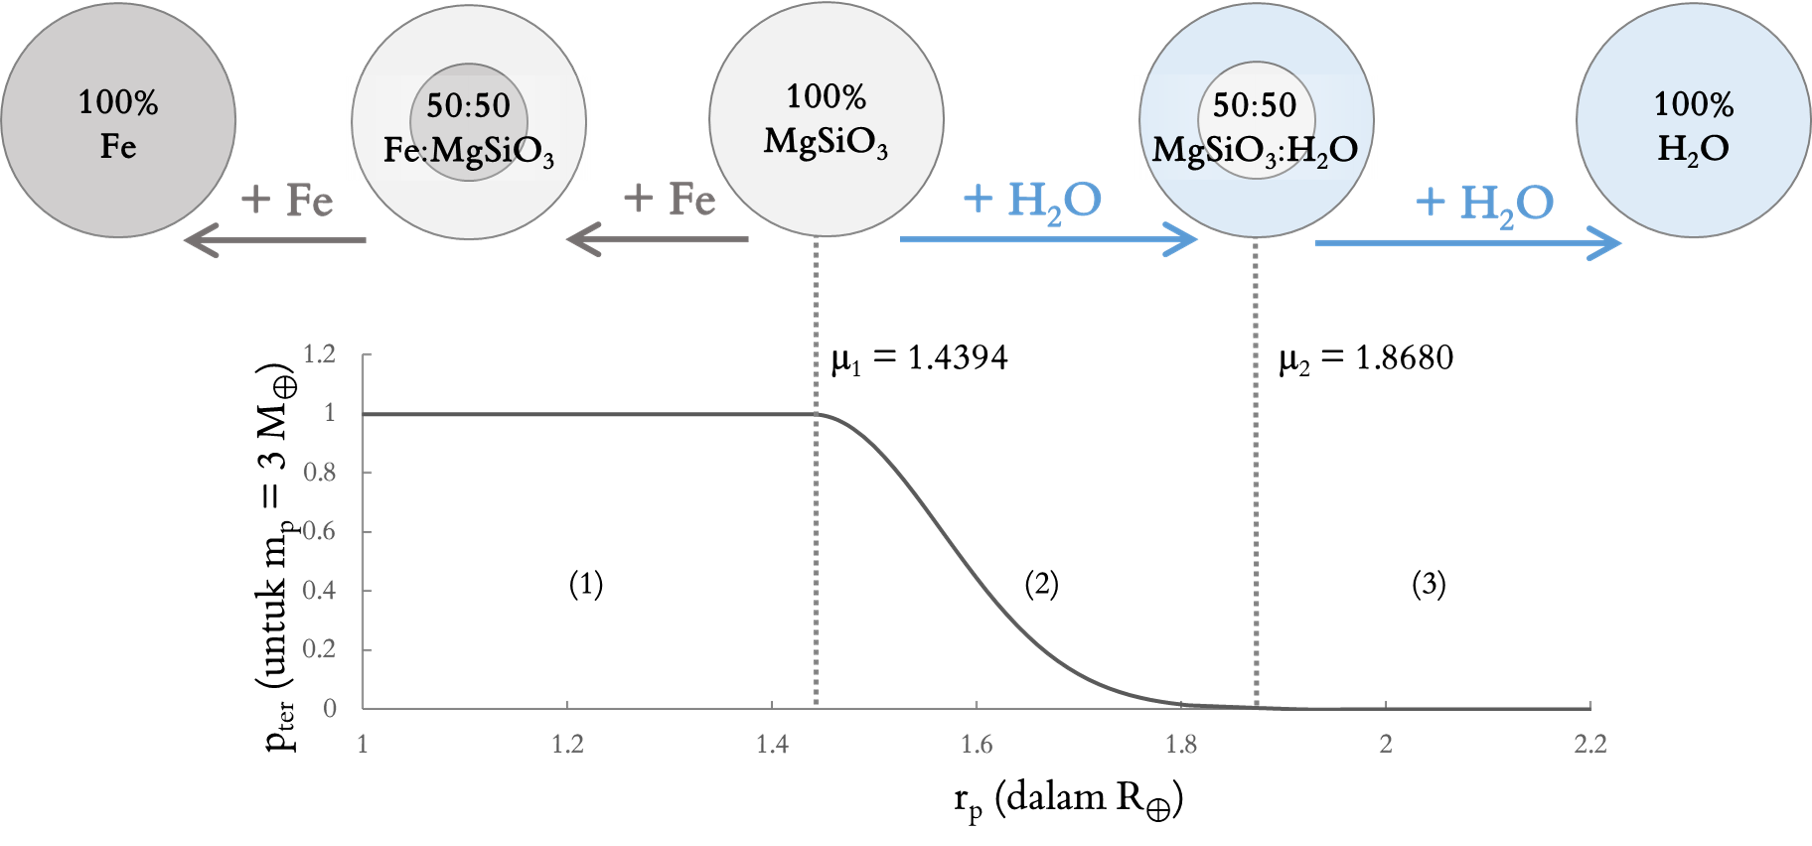 100%
Fe
50:50
Fe:MgSiO₃
100%
MgSiO₃
50:50
MgSiO₃:H₂O
100%
H₂O
+ Fe
+ Fe
+ H₂O
+ H₂O
μ₁ = 1.4394
μ₂ = 1.8680
pₜₑᵣ (untuk mₚ = 3 M⊕)
1.2
1
0.8
0.6
0.4
0.2
0
(1)
(2)
(3)
1
1.2
1.4
1.6
1.8
2
2.2
rₚ (dalam R⊕)